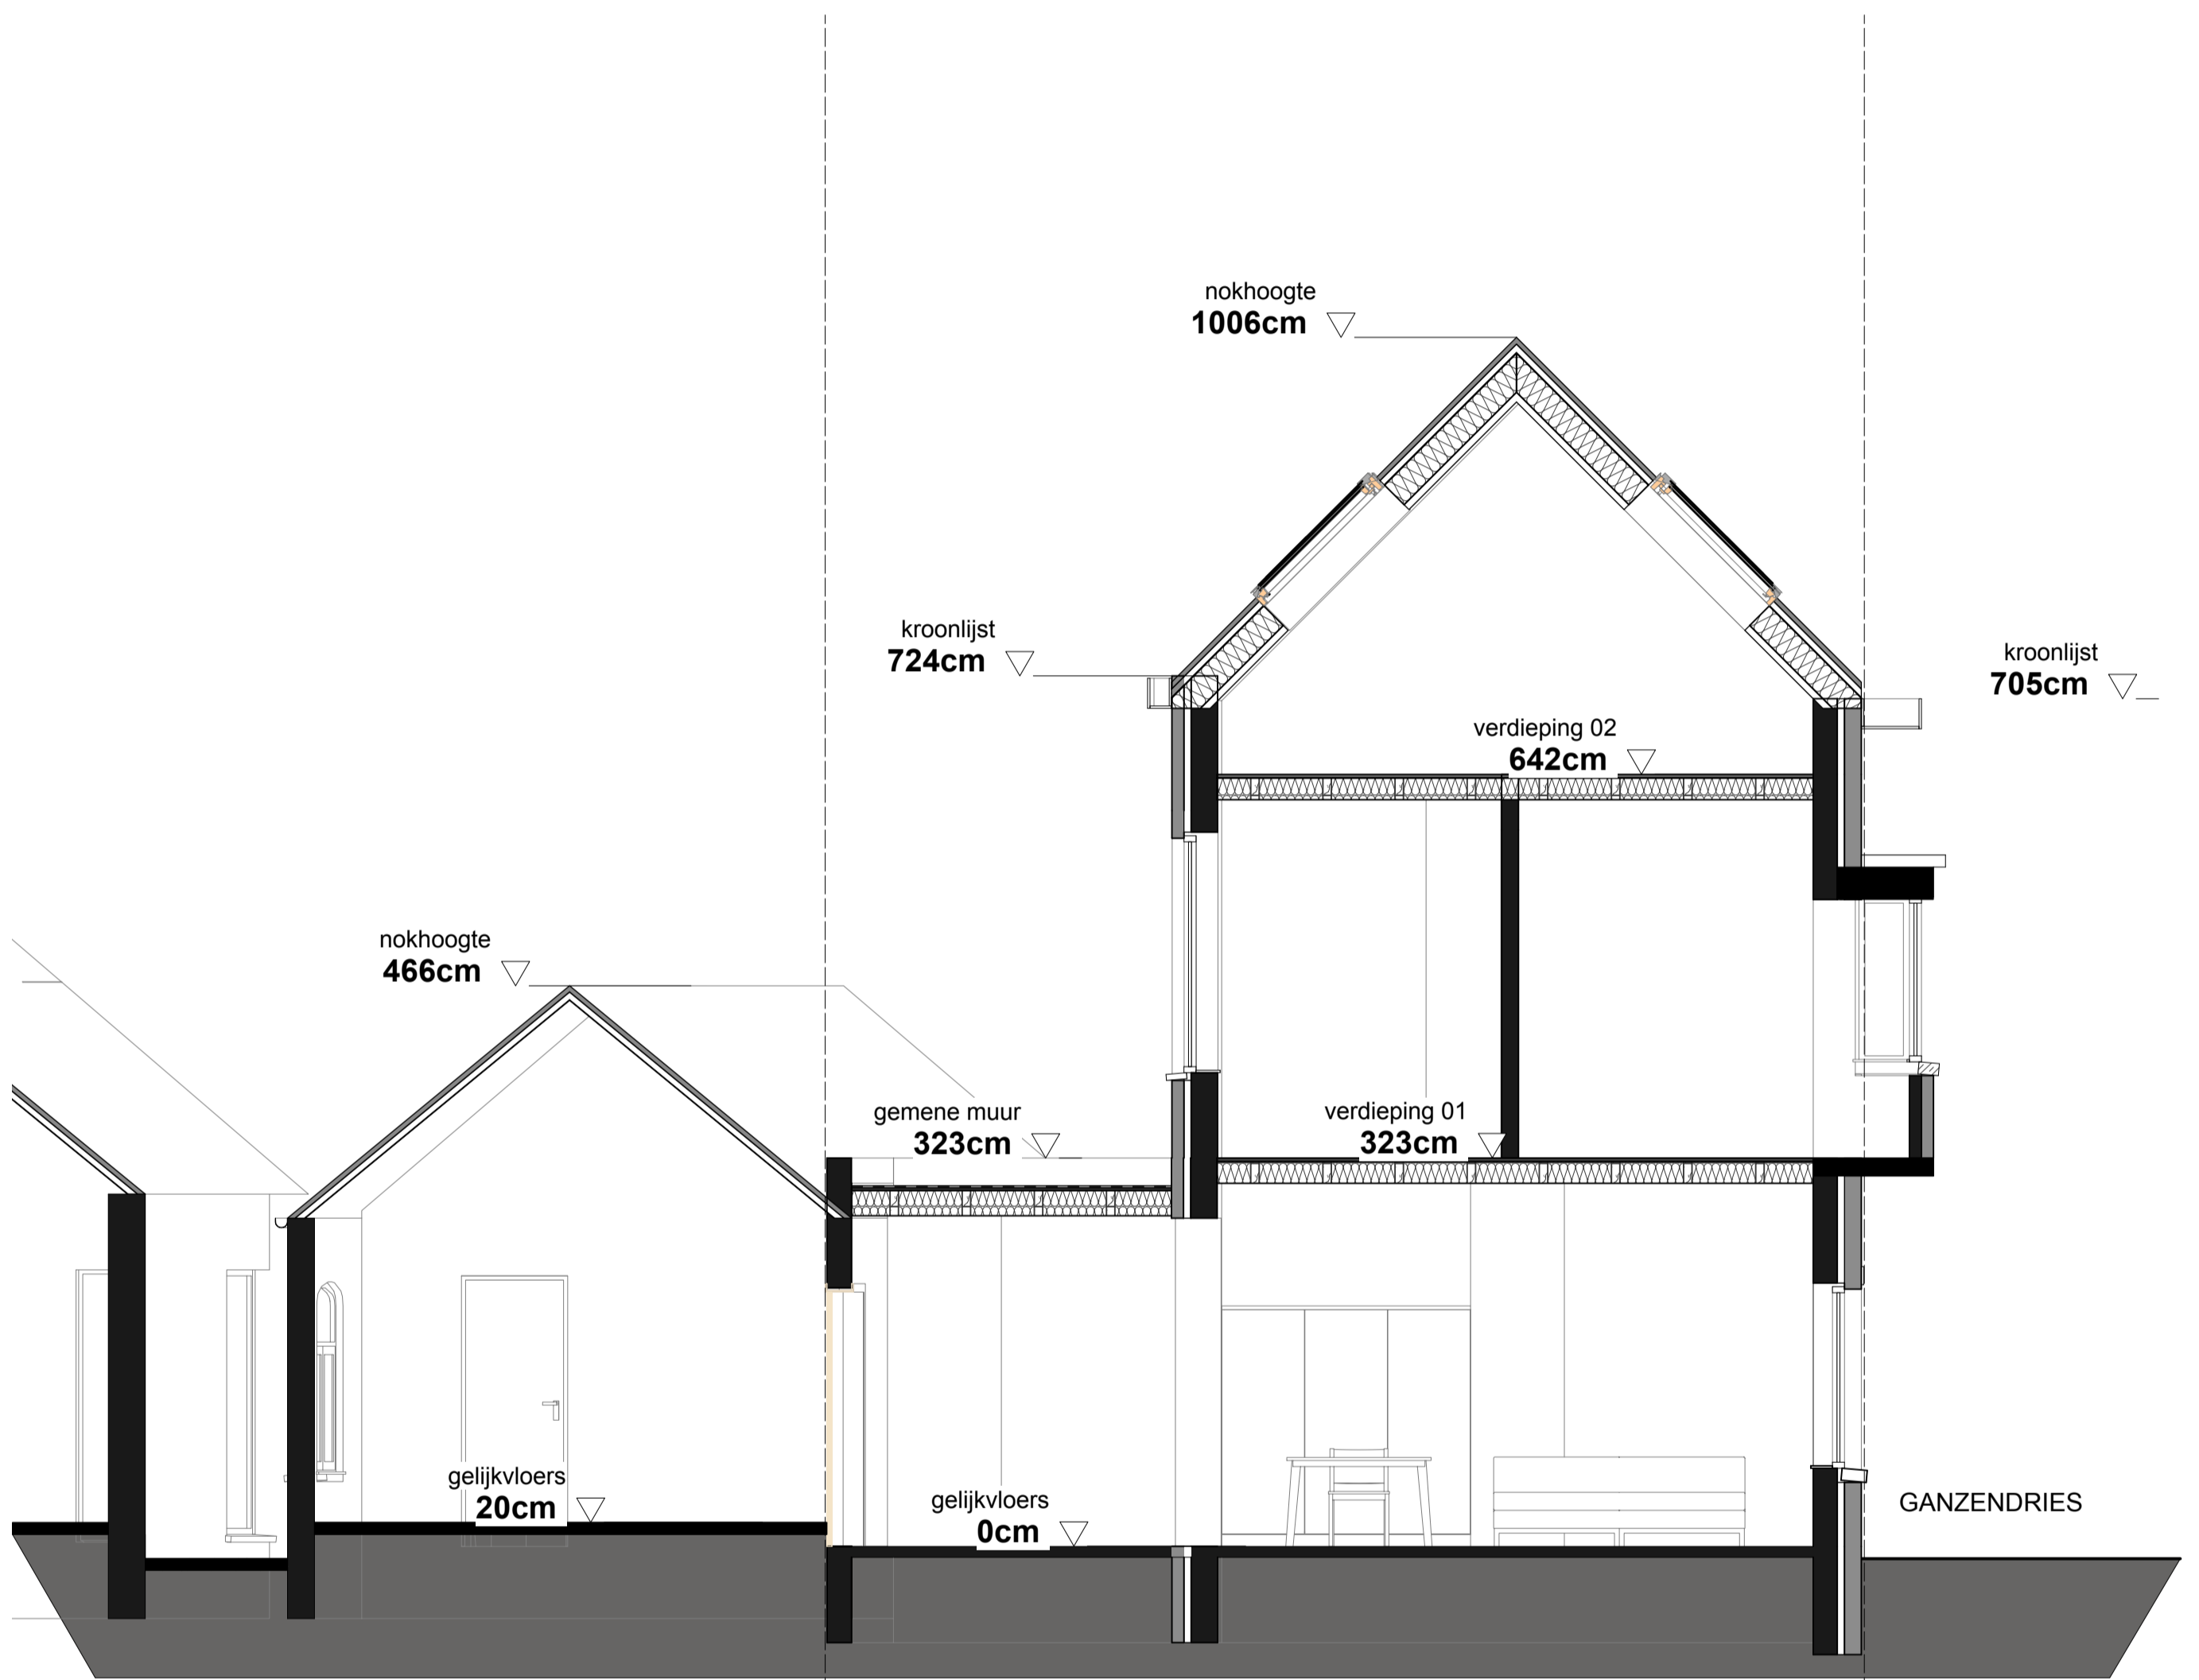 nokhoogte
1006cm
kroonlijst
724cm
kroonlijst
705cm
verdieping 02
642cm
nokhoogte
466cm
gemene muur
323cm
verdieping 01
323cm
gelijkvloers
20cm
gelijkvloers
0cm
GANZENDRIES